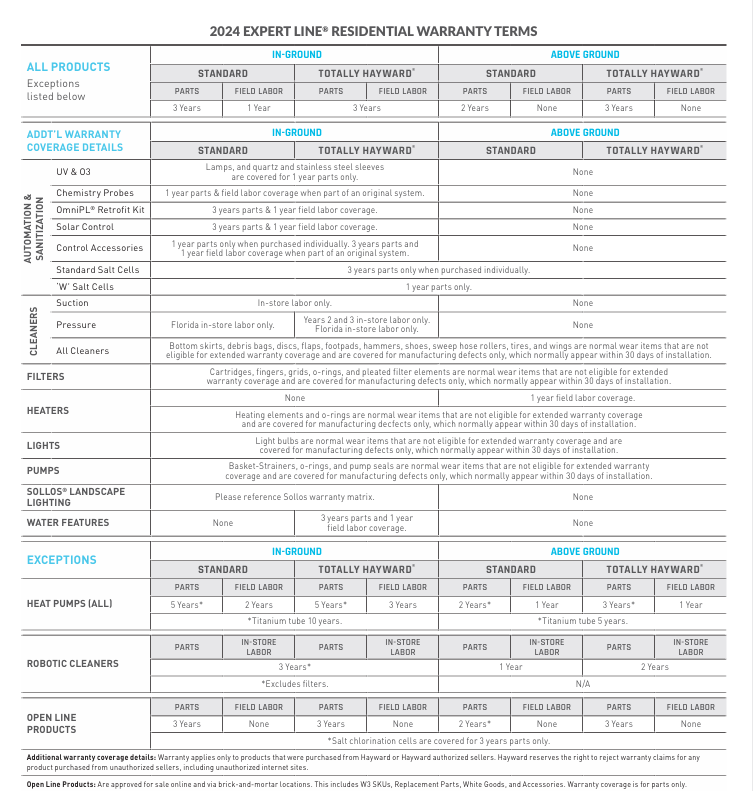 2024 EXPERT LINE® RESIDENTIAL WARRANTY TERMS
ALL PRODUCTS
Exceptions
listed below
IN-GROUND ABOVE GROUND
STANDARD TOTALLY HAYWARD® STANDARD TOTALLY HAYWARD®
PARTS FIELD LABOR PARTS FIELD LABOR PARTS FIELD LABOR PARTS FIELD LABOR
3 Years 1 Year 3 Years 2 Years None 3 Years None
ADDT'L WARRANTY
COVERAGE DETAILS
IN-GROUND ABOVE GROUND
STANDARD TOTALLY HAYWARD® STANDARD TOTALLY HAYWARD®
AUTOMATION &
SANITIZATION
UV & O3
Lamps, and quartz and stainless steel sleeves
are covered for 1 year parts only.
None
Chemistry Probes 1 year parts & field labor coverage when part of an original system. None
OmniPL® Retrofit Kit 3 years parts & 1 year field labor coverage. None
Solar Control 3 years parts & 1 year field labor coverage. None
Control Accessories
1 year parts only when purchased individually. 3 years parts and
1 year field labor coverage when part of an original system.
None
Standard Salt Cells 3 years parts only when purchased individually.
'W' Salt Cells 1 year parts only.
CLEANERS
Suction In-store labor only. None
Pressure Florida in-store labor only.
Years 2 and 3 in-store labor only.
Florida in-store labor only.
None
All Cleaners
Bottom skirts, debris bags, discs, flaps, footpads, hammers, shoes, sweep hose rollers, tires, and wings are normal wear items that are not
eligible for extended warranty coverage and are covered for manufacturing defects only, which normally appear within 30 days of installation.
FILTERS
Cartridges, fingers, grids, o-rings, and pleated filter elements are normal wear items that are not eligible for extended
warranty coverage and are covered for manufacturing defects only, which normally appear within 30 days of installation.
HEATERS
None 1 year field labor coverage.
Heating elements and o-rings are normal wear items that are not eligible for extended warranty coverage
and are covered for manufacturing decfects only, which normally appear within 30 days of installation.
LIGHTS
Light bulbs are normal wear items that are not eligible for extended warranty coverage and are
covered for manufacturing defects only, which normally appear within 30 days of installation.
PUMPS
Basket-Strainers, o-rings, and pump seals are normal wear items that are not eligible for extended warranty
coverage and are covered for manufacturing defects only, which normally appear within 30 days of installation.
SOLLOS® LANDSCAPE
LIGHTING
Please reference Sollos warranty matrix. None
WATER FEATURES None
3 years parts and 1 year
field labor coverage.
None
EXCEPTIONS
IN-GROUND ABOVE GROUND
STANDARD TOTALLY HAYWARD® STANDARD TOTALLY HAYWARD®
HEAT PUMPS (ALL)
PARTS FIELD LABOR PARTS FIELD LABOR PARTS FIELD LABOR PARTS FIELD LABOR
5 Years* 2 Years 5 Years* 3 Years 2 Years* 1 Year 3 Years* 1 Year
*Titanium tube 10 years. *Titanium tube 5 years.
ROBOTIC CLEANERS
PARTS IN-STORE LABOR PARTS IN-STORE LABOR PARTS IN-STORE LABOR PARTS IN-STORE LABOR
3 Years* 1 Year 2 Years
*Excludes filters. N/A
OPEN LINE
PRODUCTS
PARTS FIELD LABOR PARTS FIELD LABOR PARTS FIELD LABOR PARTS FIELD LABOR
3 Years None 3 Years None 2 Years* None 3 Years None
*Salt chlorination cells are covered for 3 years parts only.
Additional warranty coverage details: Warranty applies only to products that were purchased from Hayward or Hayward authorized sellers. Hayward reserves the right to reject warranty claims for any
product purchased from unauthorized sellers, including unauthorized internet sites.
Open Line Products: Are approved for sale online and via brick-and-mortar locations. This includes W3 SKUs, Replacement Parts, White Goods, and Accessories. Warranty coverage is for parts only.